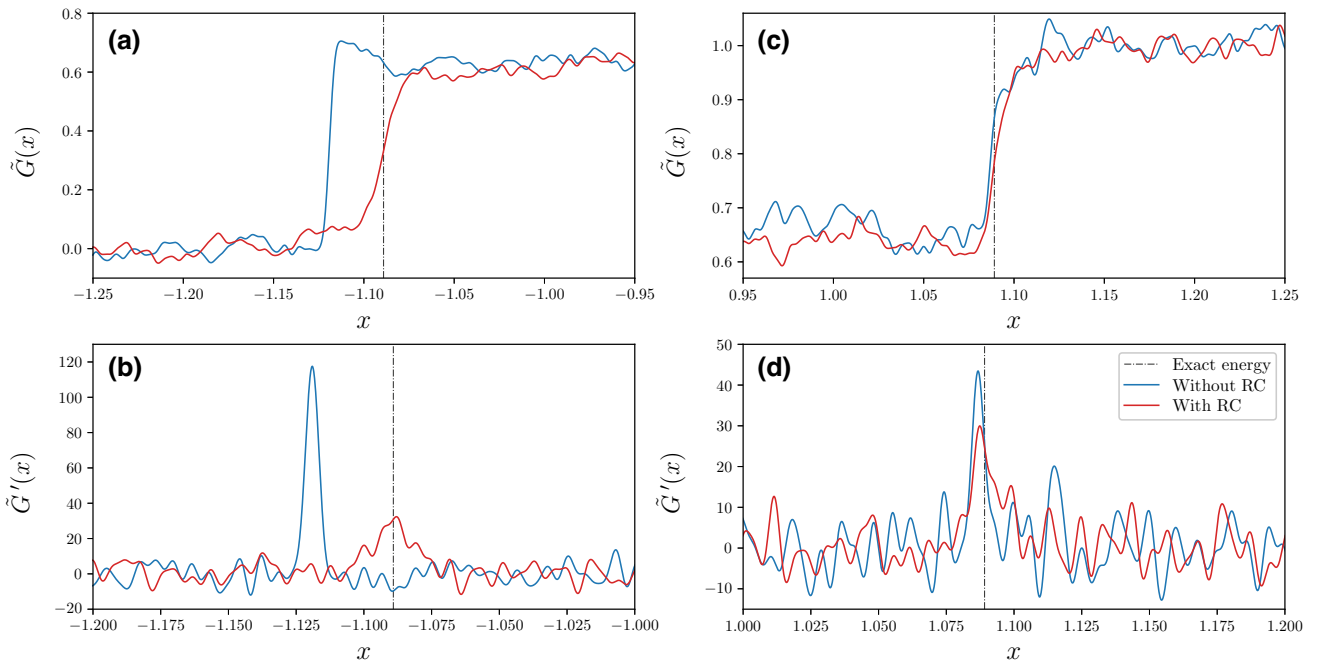 (a)
0.8
0.6
0.4
0.2
0.0
G̃(x)
−1.25 −1.20 −1.15 −1.10 −1.05 −1.00 −0.95
x
(c)
1.0
0.9
0.8
0.7
0.6
G̃(x)
0.95 1.00 1.05 1.10 1.15 1.20 1.25
x
(b)
120
100
80
60
40
20
0
−20
G̃′(x)
−1.200 −1.175 −1.150 −1.125 −1.100 −1.075 −1.050 −1.025 −1.000
x
(d)
50
40
30
20
10
0
−10
G̃′(x)
Exact energy
Without RC
With RC
1.000 1.025 1.050 1.075 1.100 1.125 1.150 1.175 1.200
x